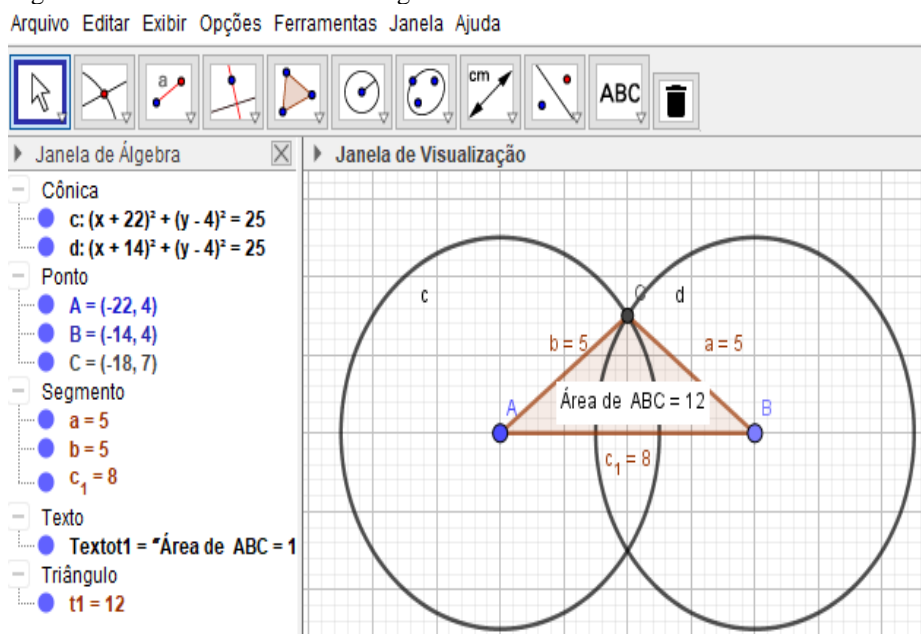 Arquivo Editar Exibir Opções Ferramentas Janela Ajuda
a
cm
ABC
Janela de Álgebra
Janela de Visualização
Cônica
c: (x + 22)² + (y - 4)² = 25
d: (x + 14)² + (y - 4)² = 25
Ponto
A = (-22, 4)
B = (-14, 4)
C = (-18, 7)
Segmento
a = 5
b = 5
c₁ = 8
Texto
Textot1 = "Área de ABC = 1
Triângulo
t1 = 12
c
C
d
b = 5
a = 5
Área de ABC = 12
A
B
c₁ = 8